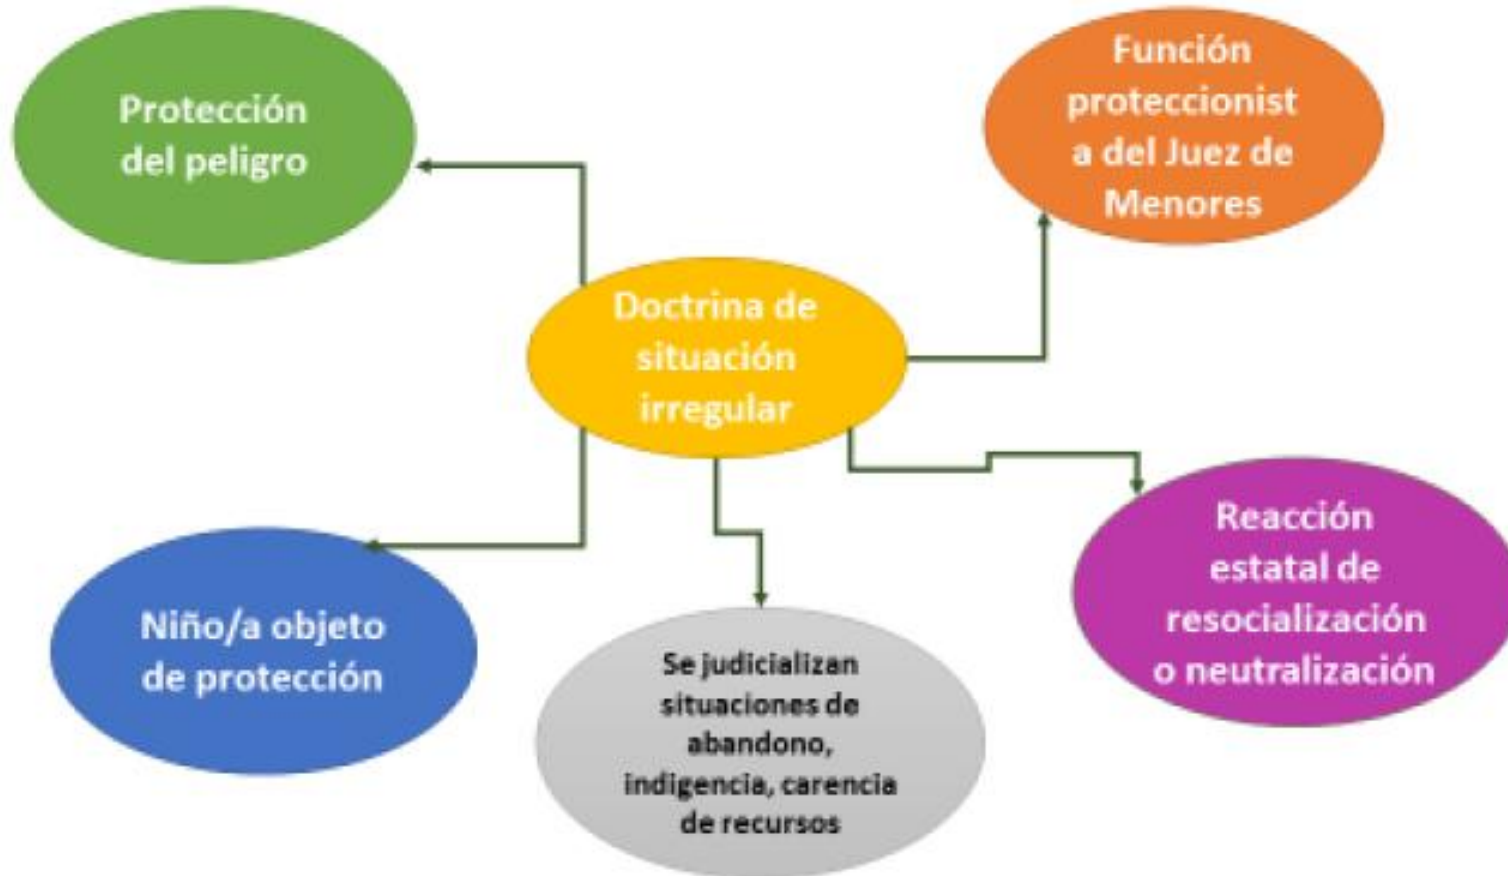 Protección
del peligro
Función
proteccionist
a del Juez de
Menores
Doctrina de
situación
irregular
Niño/a objeto
de protección
Se judicializan
situaciones de
abandono,
indigencia, carencia
de recursos
Reacción
estatal de
resocialización
o neutralización